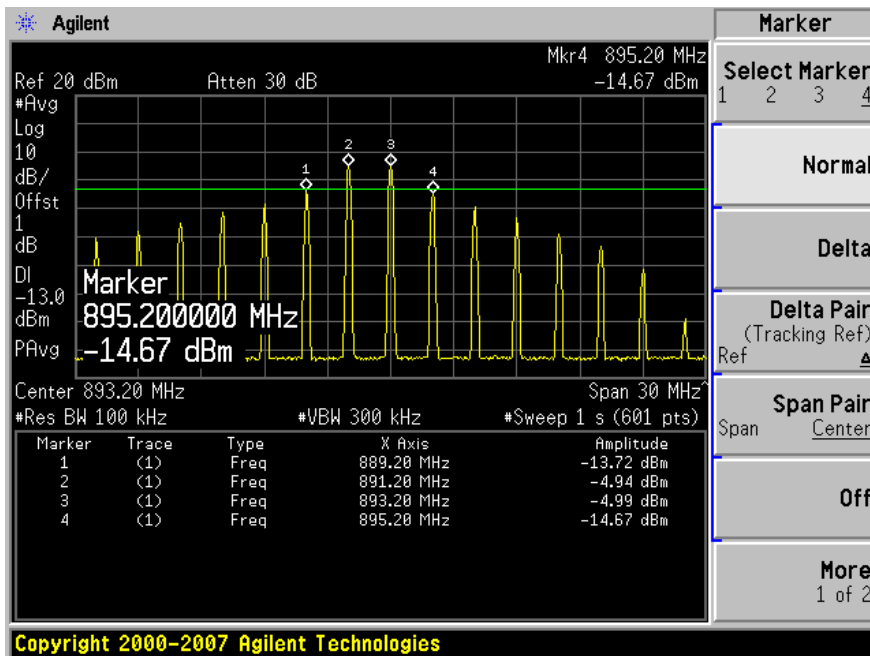 Agilent
Mkr4 895.20 MHz
Ref 20 dBm Atten 30 dB -14.67 dBm
#Avg
Log
10
dB/
Offst
1
dB
DI
-13.0
dBm
PAvg
1
2
3
4
Marker
895.200000 MHz
-14.67 dBm
Center 893.20 MHz Span 30 MHz^
#Res BW 100 kHz #VBW 300 kHz #Sweep 1 s (601 pts)
Marker Trace Type X Axis Amplitude
1 (1) Freq 889.20 MHz -13.72 dBm
2 (1) Freq 891.20 MHz -4.94 dBm
3 (1) Freq 893.20 MHz -4.99 dBm
4 (1) Freq 895.20 MHz -14.67 dBm
Marker
Select Marker
1 2 3 4
Normal
Delta
Delta Pair
(Tracking Ref)
Ref Δ
Span Pair
Span Center
Off
More
1 of 2
Copyright 2000-2007 Agilent Technologies